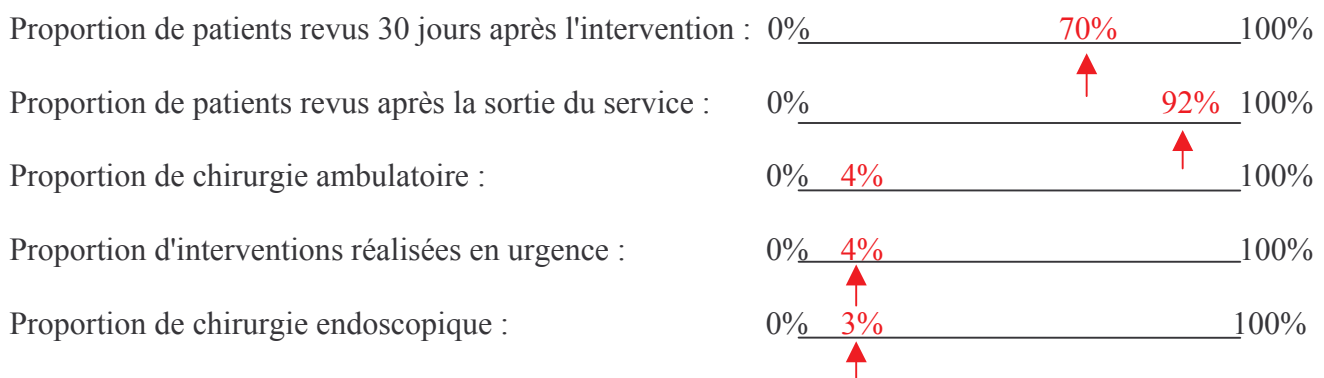 Proportion de patients revus 30 jours après l'intervention : 0% 70% 100%
Proportion de patients revus après la sortie du service : 0% 92% 100%
Proportion de chirurgie ambulatoire : 0% 4% 100%
Proportion d'interventions réalisées en urgence : 0% 4% 100%
Proportion de chirurgie endoscopique : 0% 3% 100%